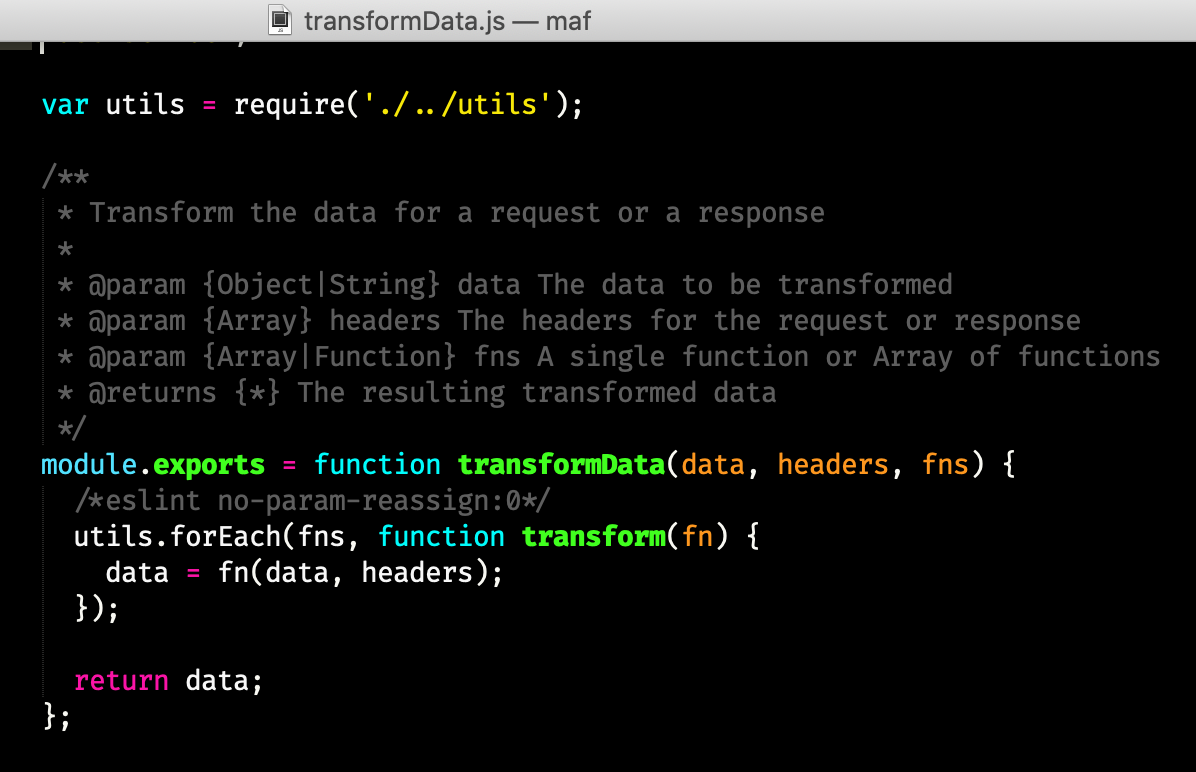 transformData.js — maf
var utils = require('./../utils');
/**
 * Transform the data for a request or a response
 *
 * @param {Object|String} data The data to be transformed
 * @param {Array} headers The headers for the request or response
 * @param {Array|Function} fns A single function or Array of functions
 * @returns {*} The resulting transformed data
 */
module.exports = function transformData(data, headers, fns) {
  /*eslint no-param-reassign:0*/
  utils.forEach(fns, function transform(fn) {
    data = fn(data, headers);
  });
  return data;
};